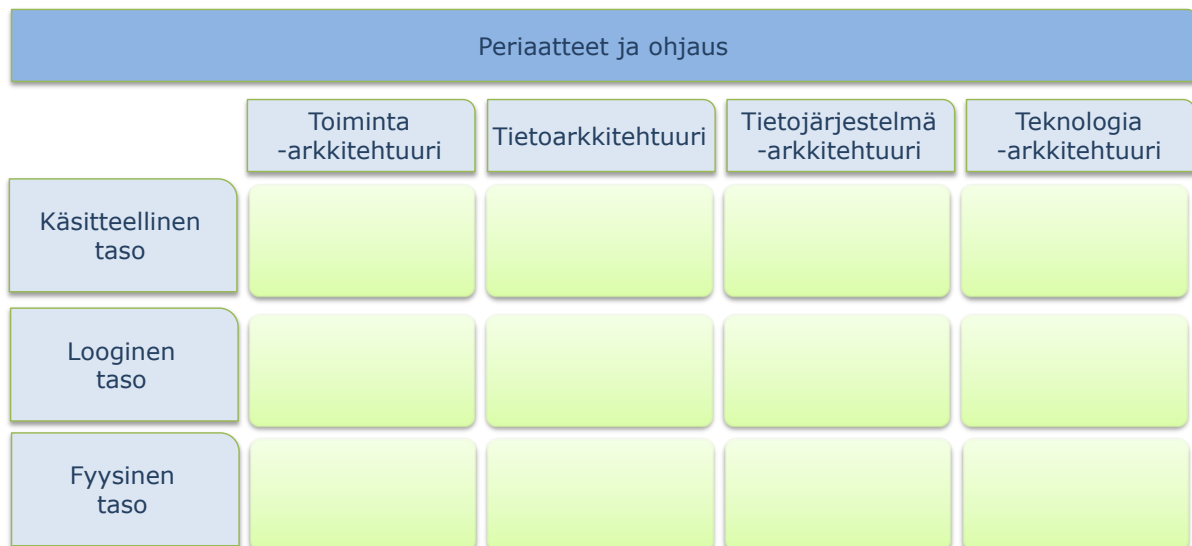 Periaatteet ja ohjaus
Toiminta
-arkkitehtuuri
Tietoarkkitehtuuri
Tietojärjestelmä
-arkkitehtuuri
Teknologia
-arkkitehtuuri
Käsitteellinen
taso
Looginen
taso
Fyysinen
taso